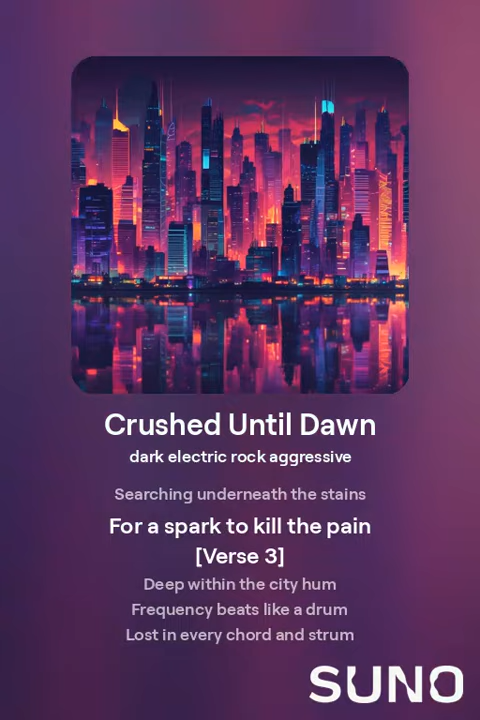 Crushed Until Dawn
dark electric rock aggressive
Searching underneath the stains
For a spark to kill the pain
[Verse 3]
Deep within the city hum
Frequency beats like a drum
Lost in every chord and strum
SUNO